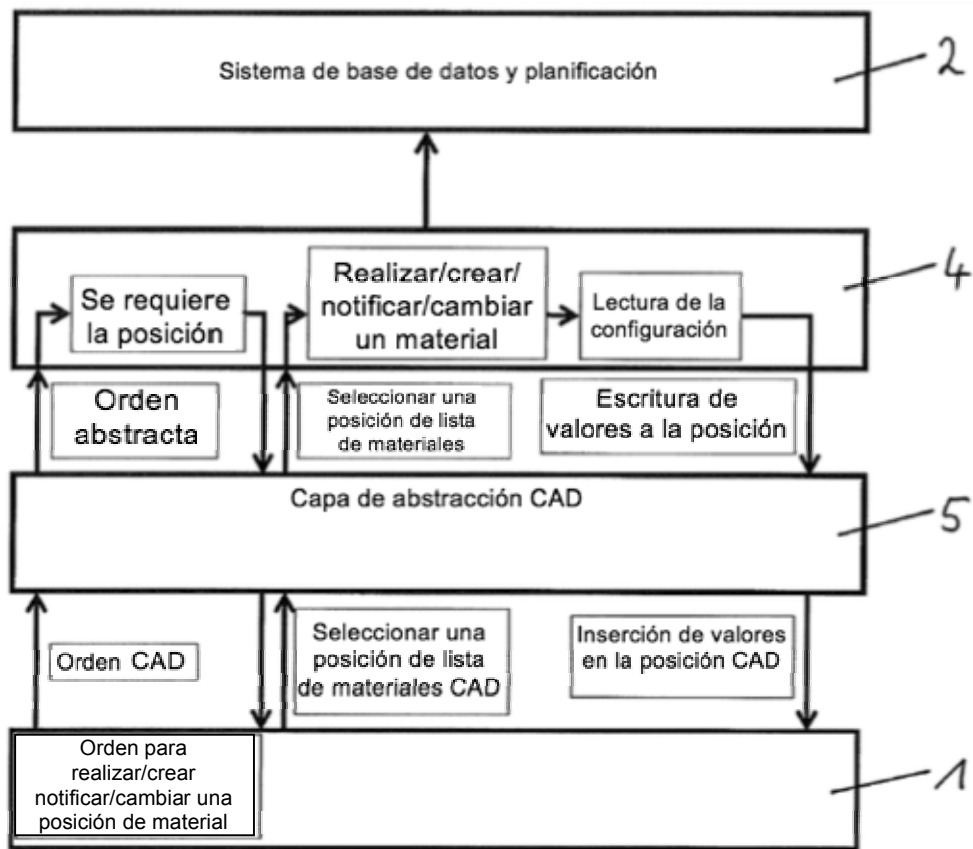 Sistema de base de datos y planificación
2
Se requiere
la posición
Realizar/crear/
notificar/cambiar
un material
Lectura de la
configuración
4
Orden
abstracta
Seleccionar una
posición de lista
de materiales
Escritura de
valores a la posición
Capa de abstracción CAD
5
Orden CAD
Seleccionar una
posición de lista
de materiales CAD
Inserción de valores
en la posición CAD
Orden para
realizar/crear
notificar/cambiar una
posición de material
1